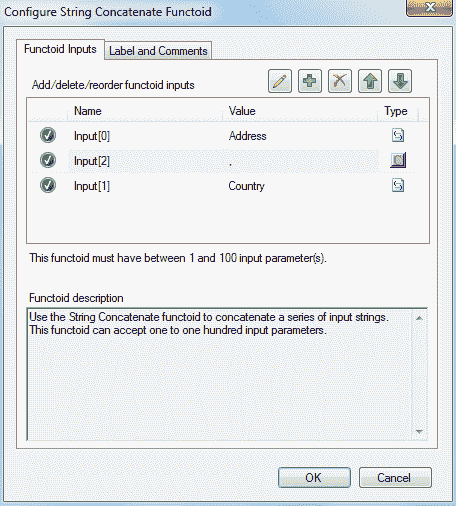 Configure String Concatenate Functoid
Functoid Inputs Label and Comments
Add/delete/reorder functoid inputs
Name Value Type
Input[0] Address
Input[2] . C
Input[1] Country
This functoid must have between 1 and 100 input parameter(s).
Functoid description
Use the String Concatenate functoid to concatenate a series of input strings.
This functoid can accept one to one hundred input parameters.
OK Cancel